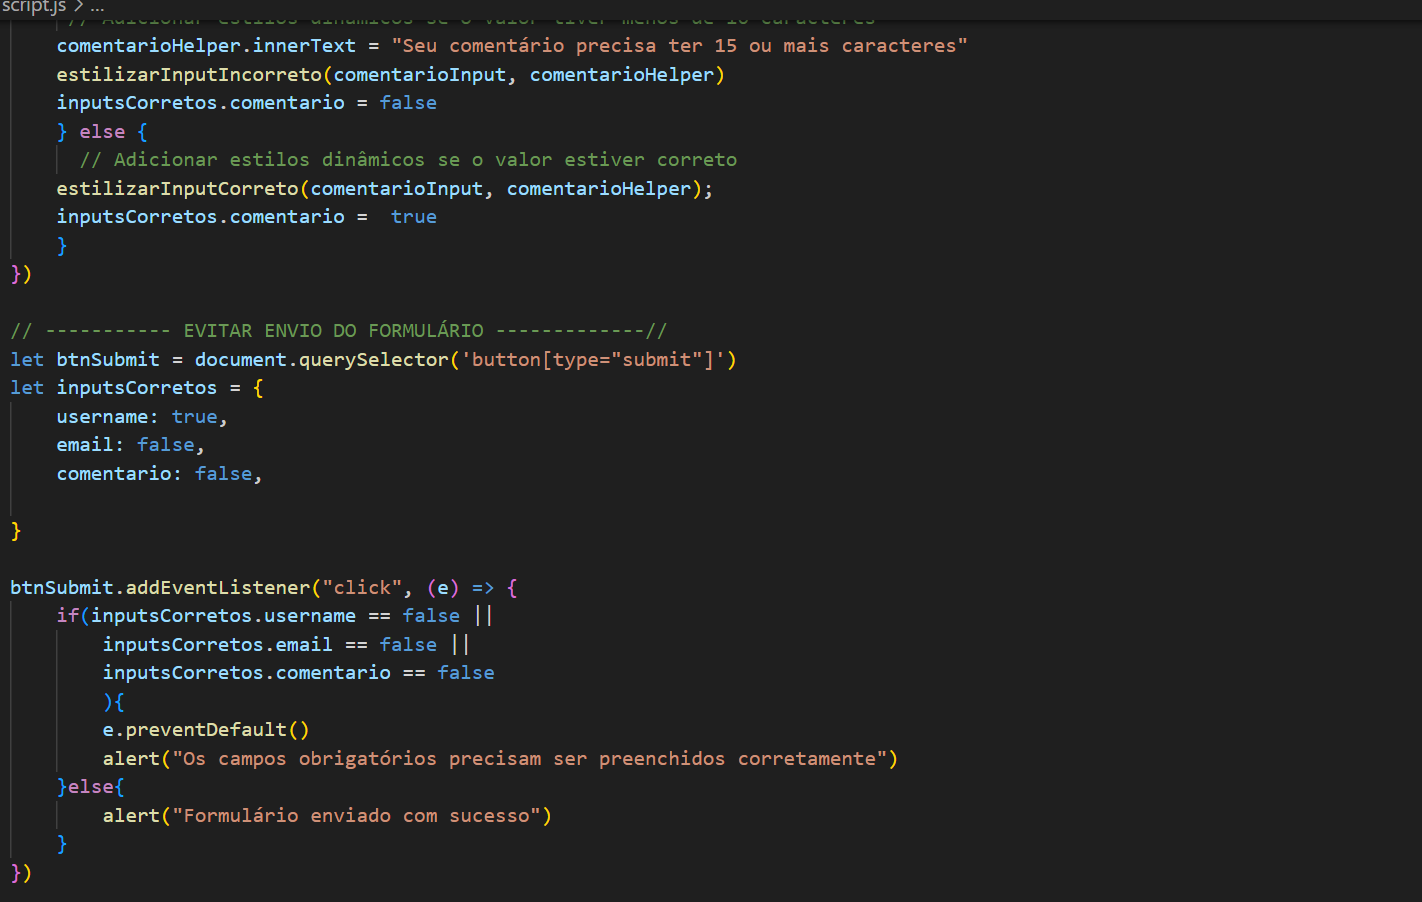 script.js > ...
// Adicionar estilos dinâmicos se o valor tiver menos de 16 caracteres
comentarioHelper.innerText = "Seu comentário precisa ter 15 ou mais caracteres"
estilizarInputIncorreto(comentarioInput, comentarioHelper)
inputsCorretos.comentario = false
} else {
// Adicionar estilos dinâmicos se o valor estiver correto
estilizarInputCorreto(comentarioInput, comentarioHelper);
inputsCorretos.comentario =  true
}
})
// ----------- EVITAR ENVIO DO FORMULÁRIO -------------//
let btnSubmit = document.querySelector('button[type="submit"]')
let inputsCorretos = {
username: true,
email: false,
comentario: false,
}
btnSubmit.addEventListener("click", (e) => {
if(inputsCorretos.username == false ||
inputsCorretos.email == false ||
inputsCorretos.comentario == false
){
e.preventDefault()
alert("Os campos obrigatórios precisam ser preenchidos corretamente")
}else{
alert("Formulário enviado com sucesso")
}
})